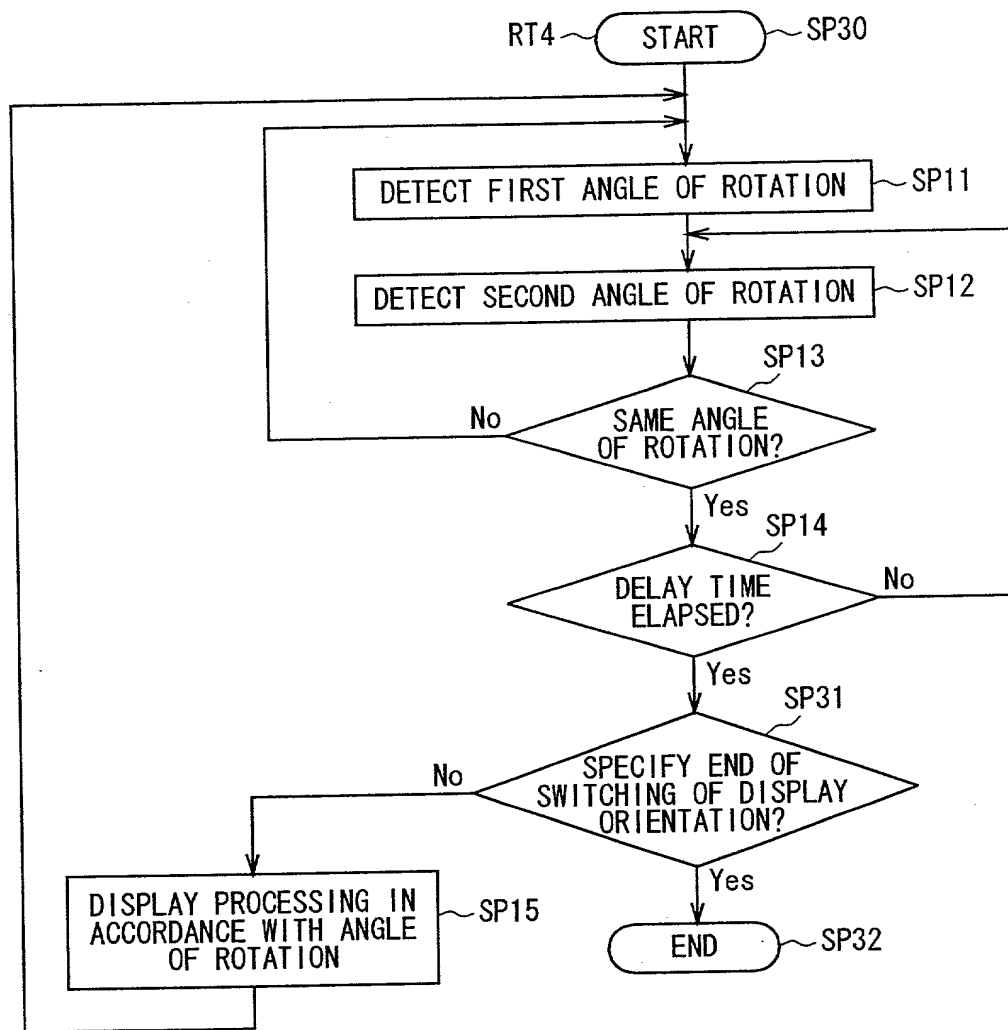 RT4 START SP30
DETECT FIRST ANGLE OF ROTATION SP11
DETECT SECOND ANGLE OF ROTATION SP12
SP13
No
SAME ANGLE
OF ROTATION?
Yes
SP14
No
DELAY TIME
ELAPSED?
Yes
SP31
No
SPECIFY END OF
SWITCHING OF DISPLAY
ORIENTATION?
Yes
DISPLAY PROCESSING IN
ACCORDANCE WITH ANGLE
OF ROTATION
SP15
END SP32